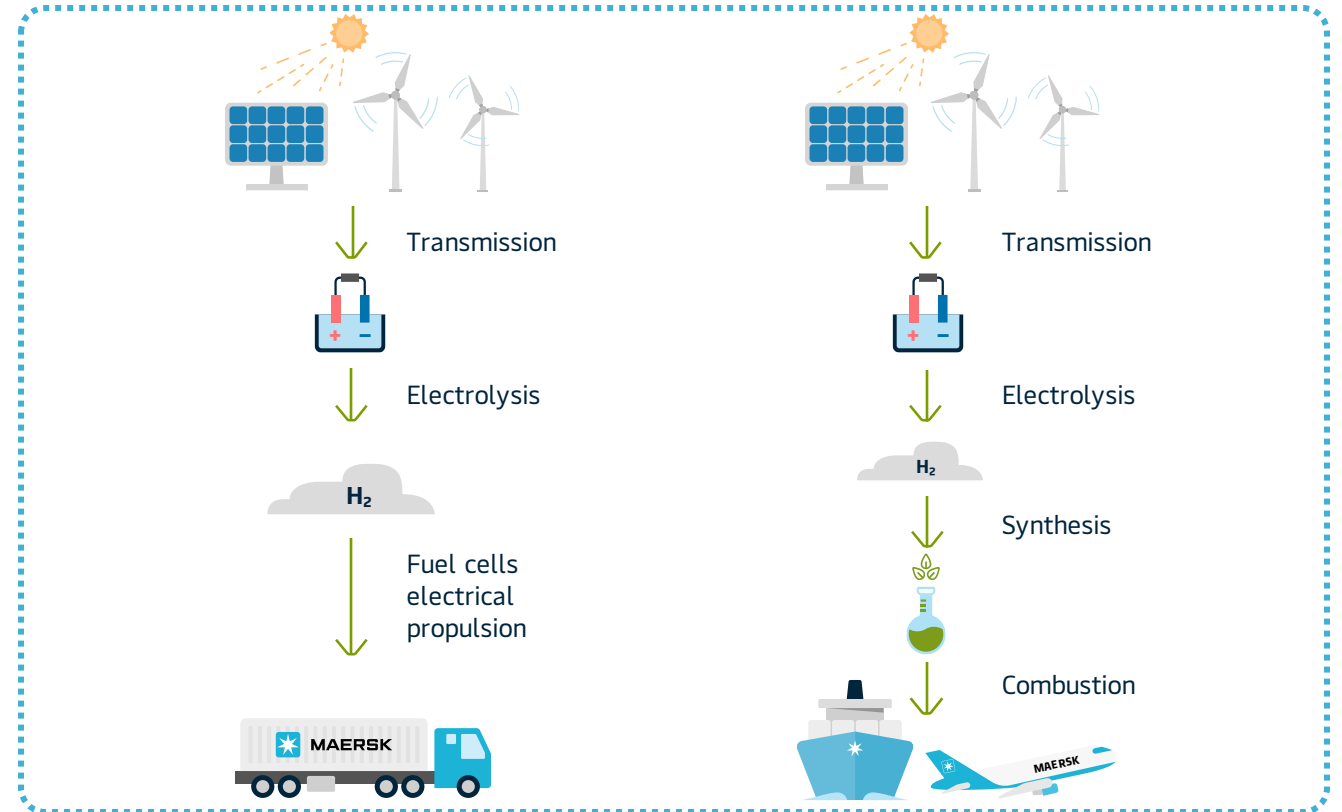 Transmission
+ −
Electrolysis
H₂
Fuel cells
electrical
propulsion
MAERSK
Transmission
+ −
Electrolysis
H₂
Synthesis
Combustion
MAERSK